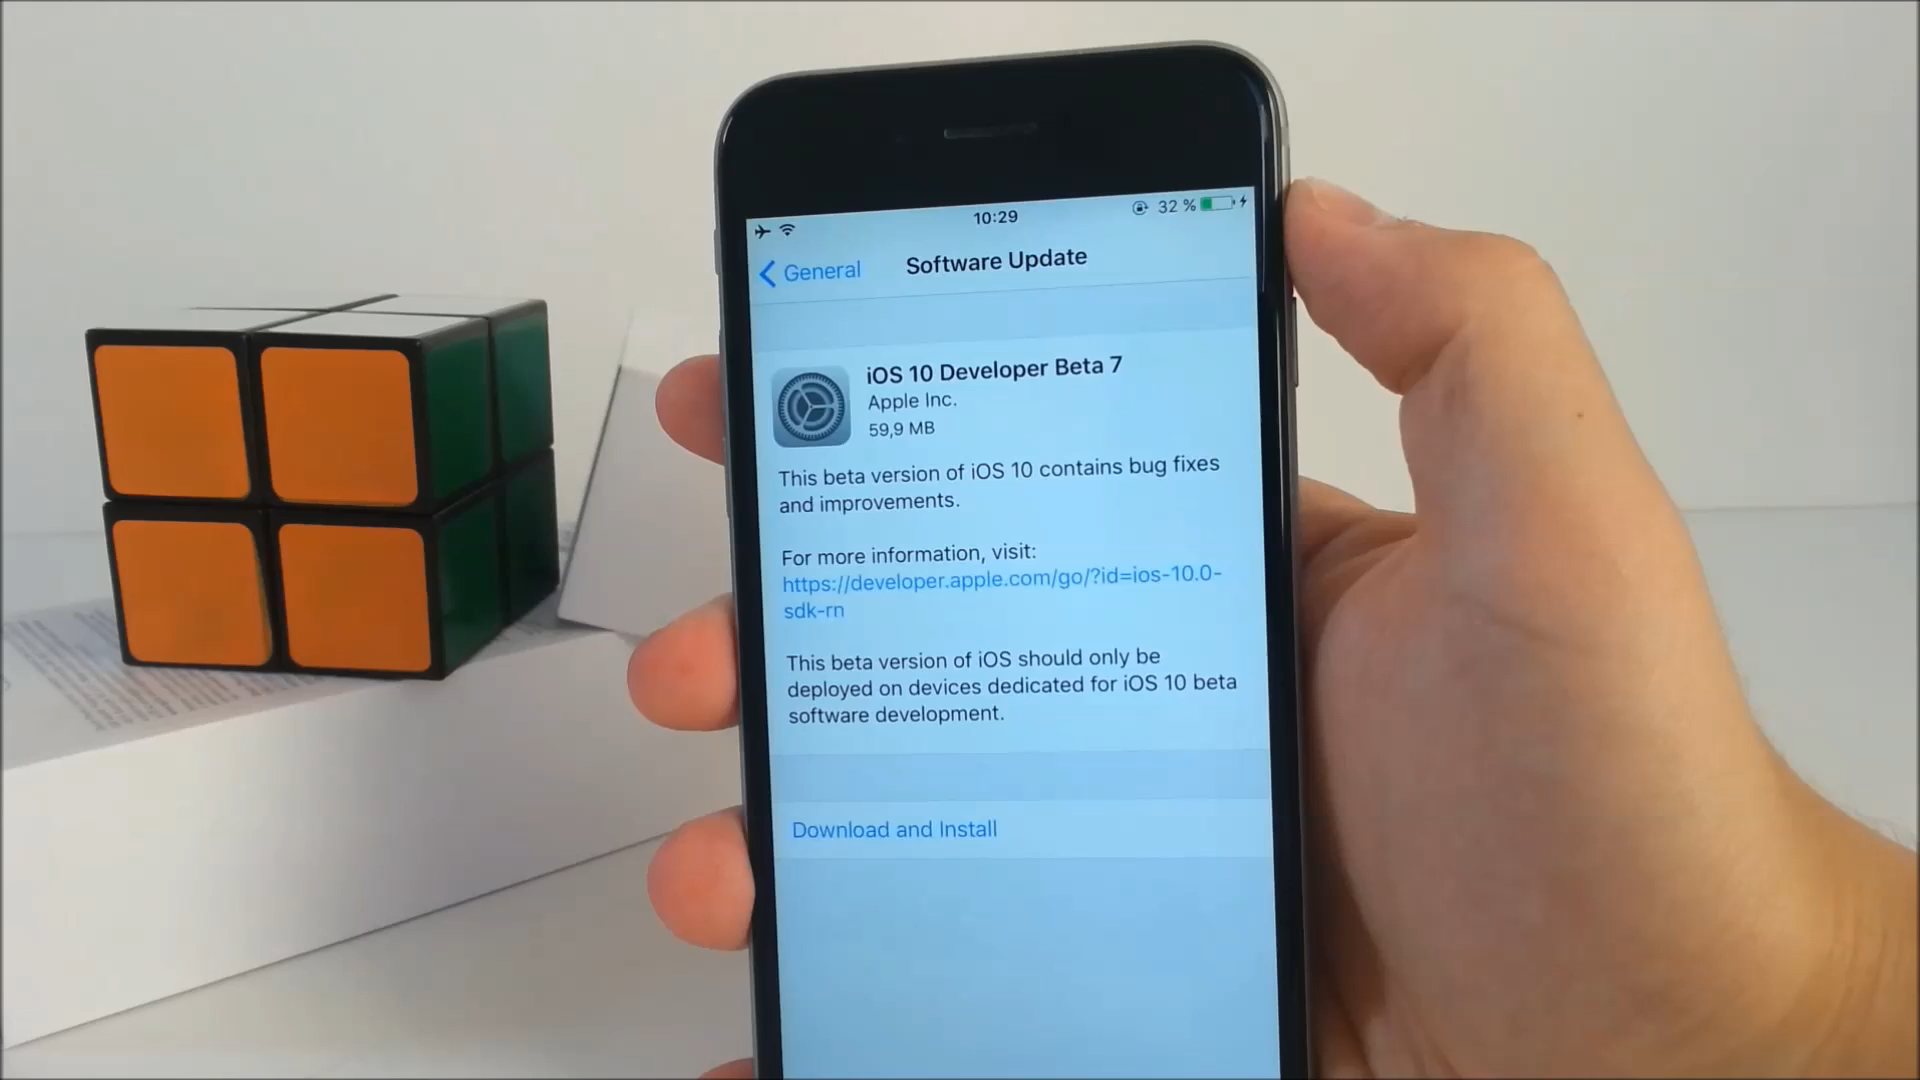 10:29
32 %
General
Software Update
iOS 10 Developer Beta 7
Apple Inc.
59,9 MB
This beta version of iOS 10 contains bug fixes
and improvements.
For more information, visit:
https://developer.apple.com/go/?id=ios-10.0-
sdk-rn
This beta version of iOS should only be
deployed on devices dedicated for iOS 10 beta
software development.
Download and Install